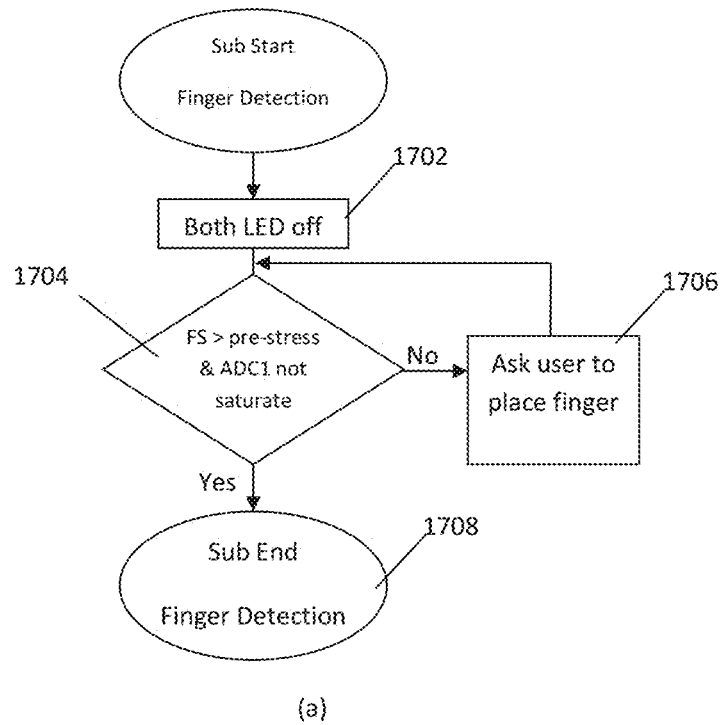 Sub Start
Finger Detection
1702
Both LED off
1704
FS > pre-stress
& ADC1 not
saturate
No
1706
Ask user to
place finger
Yes
1708
Sub End
Finger Detection
(a)